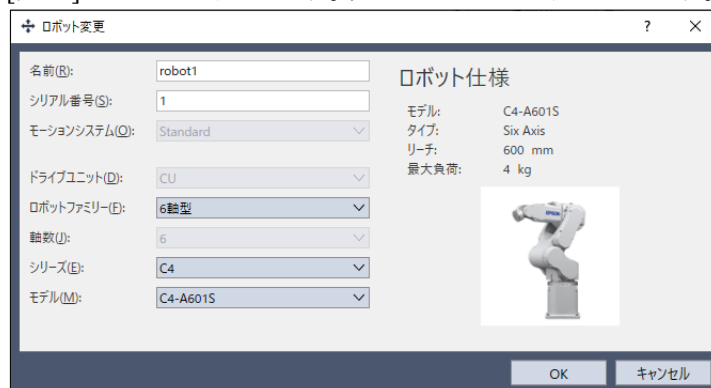 ロボット変更
? ×
名前(R): robot1
シリアル番号(S): 1
モーションシステム(O): Standard
ドライブユニット(D): CU
ロボットファミリー(F): 6軸型
軸数(J): 6
シリーズ(E): C4
モデル(M): C4-A601S
ロボット仕様
モデル: C4-A601S
タイプ: Six Axis
リーチ: 600 mm
最大負荷: 4 kg
EPSON
OK キャンセル